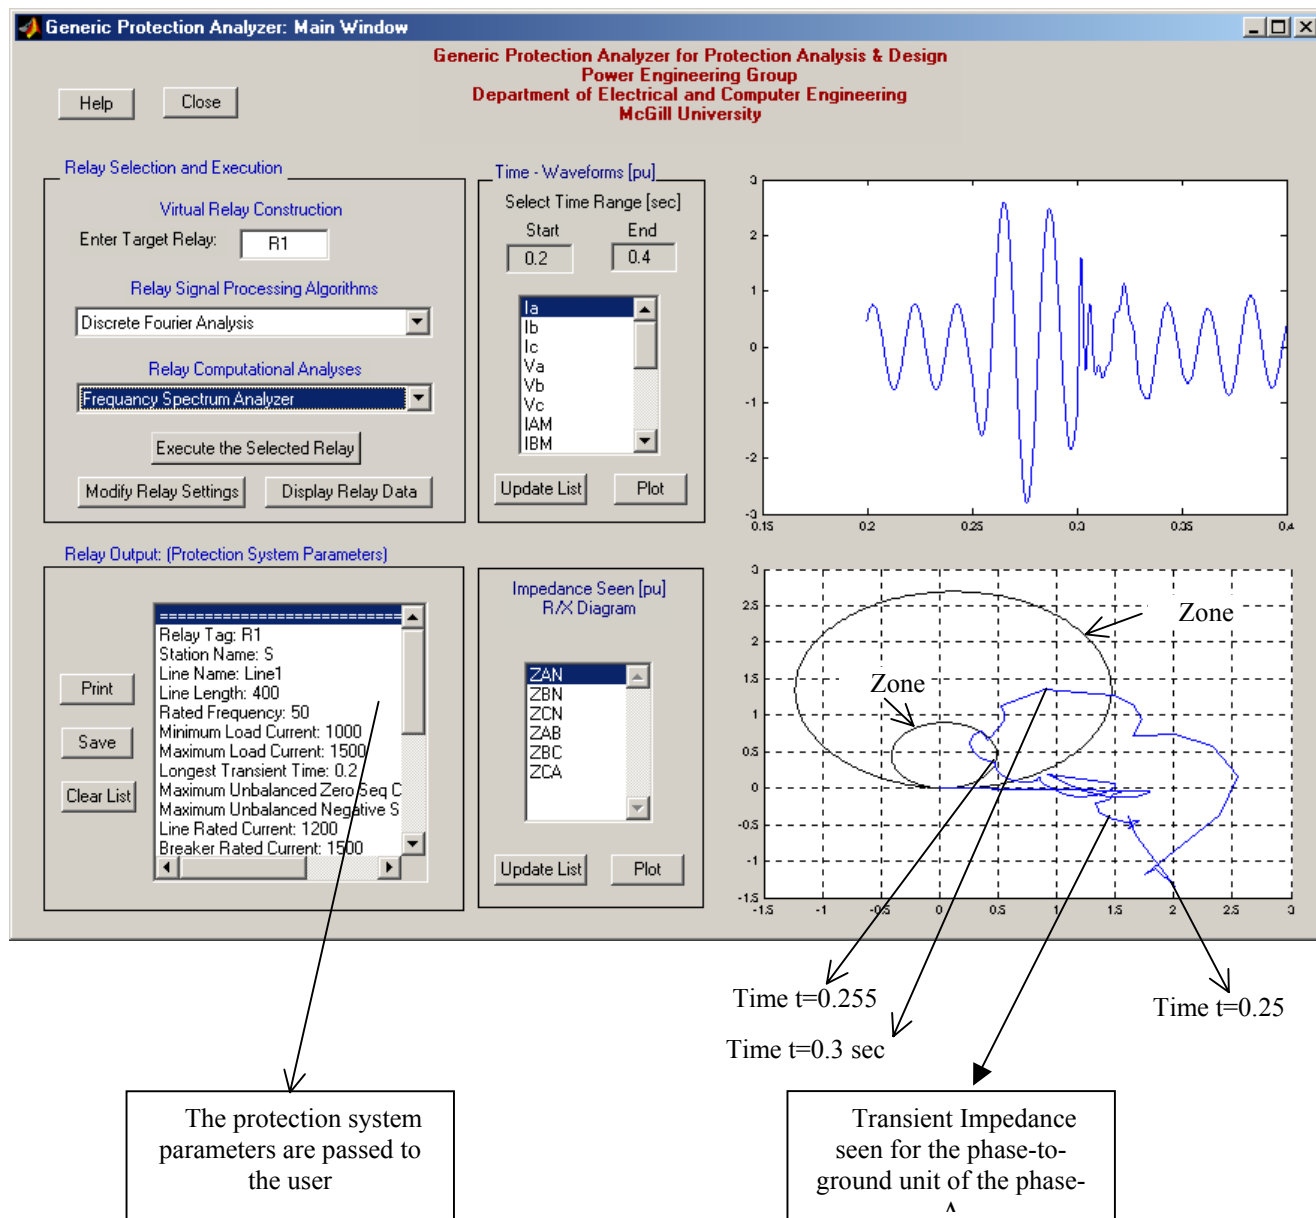 Generic Protection Analyzer: Main Window
Generic Protection Analyzer for Protection Analysis & Design
Power Engineering Group
Department of Electrical and Computer Engineering
McGill University
Help
Close
Relay Selection and Execution
Virtual Relay Construction
Enter Target Relay:
R1
Relay Signal Processing Algorithms
Discrete Fourier Analysis
Relay Computational Analyses
Frequancy Spectrum Analyzer
Execute the Selected Relay
Modify Relay Settings
Display Relay Data
Time - Waveforms [pu]
Select Time Range [sec]
Start
End
0.2
0.4
Ia
Ib
Ic
Va
Vb
Vc
IAM
IBM
Update List
Plot
3
2
1
0
-1
-2
-3
0.15
0.2
0.25
0.3
0.35
0.4
Relay Output: (Protection System Parameters)
Print
Save
Clear List
==============================
Relay Tag: R1
Station Name: S
Line Name: Line1
Line Length: 400
Rated Frequency: 50
Minimum Load Current: 1000
Maximum Load Current: 1500
Longest Transient Time: 0.2
Maximum Unbalanced Zero Seq C
Maximum Unbalanced Negative S
Line Rated Current: 1200
Breaker Rated Current: 1500
Impedance Seen [pu]
R/X Diagram
ZAN
ZBN
ZCN
ZAB
ZBC
ZCA
Update List
Plot
3
2.5
2
1.5
1
0.5
0
-0.5
-1
-1.5
-1.5
-1
-0.5
0
0.5
1
1.5
2
2.5
3
Zone
Zone
Time t=0.255
Time t=0.25
Time t=0.3 sec
The protection system
parameters are passed to
the user
Transient Impedance
seen for the phase-to-
ground unit of the phase-
A